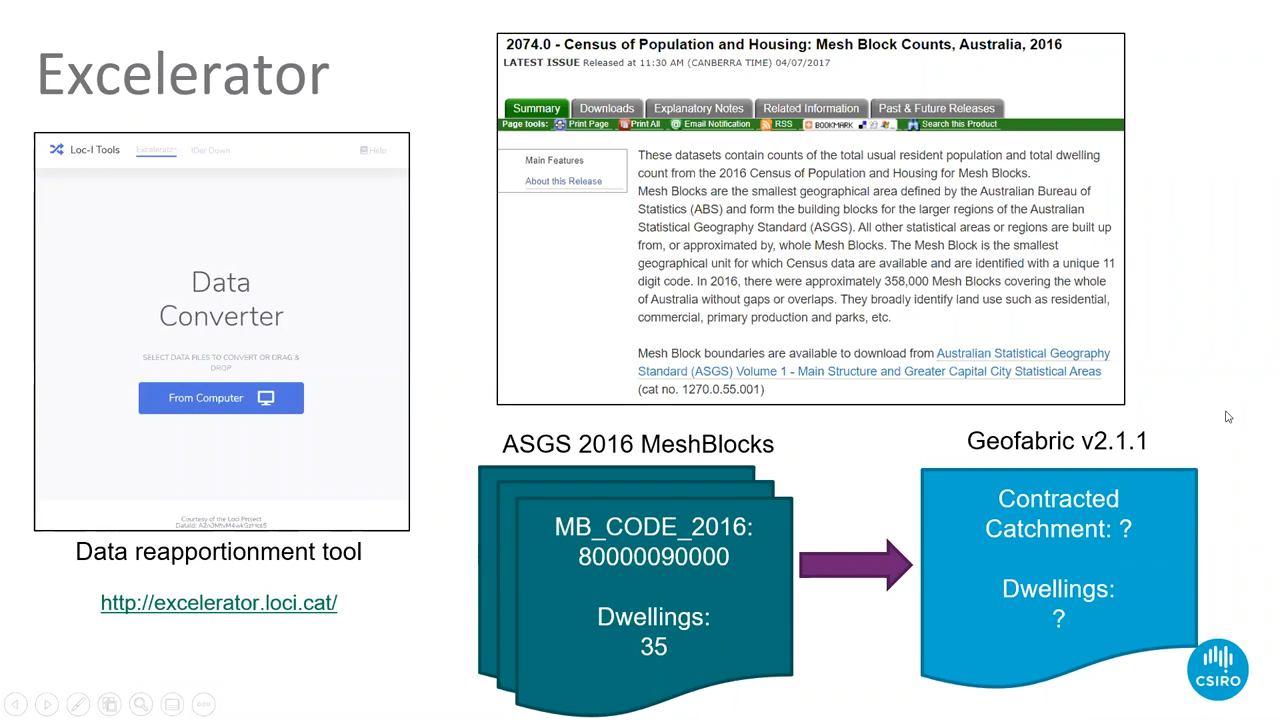 Excelerator
Loc-I Tools
Excelerator
IDer Down
Help
Data
Converter
SELECT DATA FILES TO CONVERT OR DRAG &
DROP
From Computer
Courtesy of the Loci Project
Data reapportionment tool
http://excelerator.loci.cat/
2074.0 - Census of Population and Housing: Mesh Block Counts, Australia, 2016
LATEST ISSUE Released at 11:30 AM (CANBERRA TIME) 04/07/2017
Summary
Downloads
Explanatory Notes
Related Information
Past & Future Releases
Page tools: Print Page Print All Email Notification RSS BOOKMARK Search this Product
Main Features
About this Release
These datasets contain counts of the total usual resident population and total dwelling
count from the 2016 Census of Population and Housing for Mesh Blocks.
Mesh Blocks are the smallest geographical area defined by the Australian Bureau of
Statistics (ABS) and form the building blocks for the larger regions of the Australian
Statistical Geography Standard (ASGS). All other statistical areas or regions are built up
from, or approximated by, whole Mesh Blocks. The Mesh Block is the smallest
geographical unit for which Census data are available and are identified with a unique 11
digit code. In 2016, there were approximately 358,000 Mesh Blocks covering the whole
of Australia without gaps or overlaps. They broadly identify land use such as residential,
commercial, primary production and parks, etc.
Mesh Block boundaries are available to download from Australian Statistical Geography
Standard (ASGS) Volume 1 - Main Structure and Greater Capital City Statistical Areas
(cat no. 1270.0.55.001)
ASGS 2016 MeshBlocks
MB_CODE_2016:
80000090000
Dwellings:
35
Geofabric v2.1.1
Contracted
Catchment: ?
Dwellings:
?
CSIRO